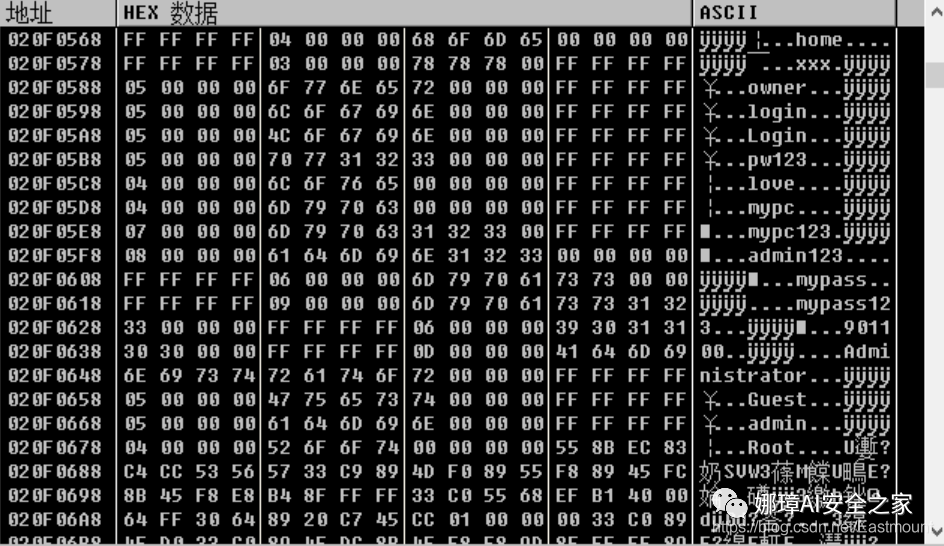 地址 HEX 数据 ASCII
020F0568 FF FF FF FF 04 00 00 00 68 6F 6D 65 00 00 00 00 ÿÿÿÿ¦...home....
020F0578 FF FF FF FF 03 00 00 00 78 78 78 00 FF FF FF FF ÿÿÿÿ ...xxx.ÿÿÿÿ
020F0588 05 00 00 00 6F 77 6E 65 72 00 00 00 FF FF FF FF ...owner...ÿÿÿÿ
020F0598 05 00 00 00 6C 6F 67 69 6E 00 00 00 FF FF FF FF ...login...ÿÿÿÿ
020F05A8 05 00 00 00 4C 6F 67 69 6E 00 00 00 FF FF FF FF ...Login...ÿÿÿÿ
020F05B8 05 00 00 00 70 77 31 32 33 00 00 00 FF FF FF FF ...pw123...ÿÿÿÿ
020F05C8 04 00 00 00 6C 6F 76 65 00 00 00 00 FF FF FF FF ¦...love....ÿÿÿÿ
020F05D8 04 00 00 00 6D 79 70 63 00 00 00 00 FF FF FF FF ¦...mypc....ÿÿÿÿ
020F05E8 07 00 00 00 6D 79 70 63 31 32 33 00 FF FF FF FF ■...mypc123.ÿÿÿÿ
020F05F8 08 00 00 00 61 64 6D 69 6E 31 32 33 00 00 00 00 ■...admin123....
020F0608 FF FF FF FF 06 00 00 00 6D 79 70 61 73 73 00 00 ÿÿÿÿ■...mypass..
020F0618 FF FF FF FF 09 00 00 00 6D 79 70 61 73 73 31 32 ÿÿÿÿ....mypass12
020F0628 33 00 00 00 FF FF FF FF 06 00 00 00 39 30 31 31 3...ÿÿÿÿ■...9011
020F0638 30 30 00 00 FF FF FF FF 0D 00 00 00 41 64 6D 69 00..ÿÿÿÿ....Admi
020F0648 6E 69 73 74 72 61 74 6F 72 00 00 00 FF FF FF FF nistrator...ÿÿÿÿ
020F0658 05 00 00 00 47 75 65 73 74 00 00 00 FF FF FF FF ...Guest...ÿÿÿÿ
020F0668 05 00 00 00 61 64 6D 69 6E 00 00 00 FF FF FF FF ...admin...ÿÿÿÿ
020F0678 04 00 00 00 52 6F 6F 74 00 00 00 00 55 8B EC 83 ¦...Root....U?
020F0688 C4 CC 53 56 57 33 C9 89 4D F0 89 55 F8 89 45 FC SVW3 M U E?
020F0698 8B 45 F8 E8 B4 8F FF FF 33 C0 55 68 EF B1 40 00
020F06A8 64 FF 30 64 89 20 C7 45 CC 01 00 00 00 33 C0 89
娜璋AI安全之家
https://blog.csdn.net/Eastmount